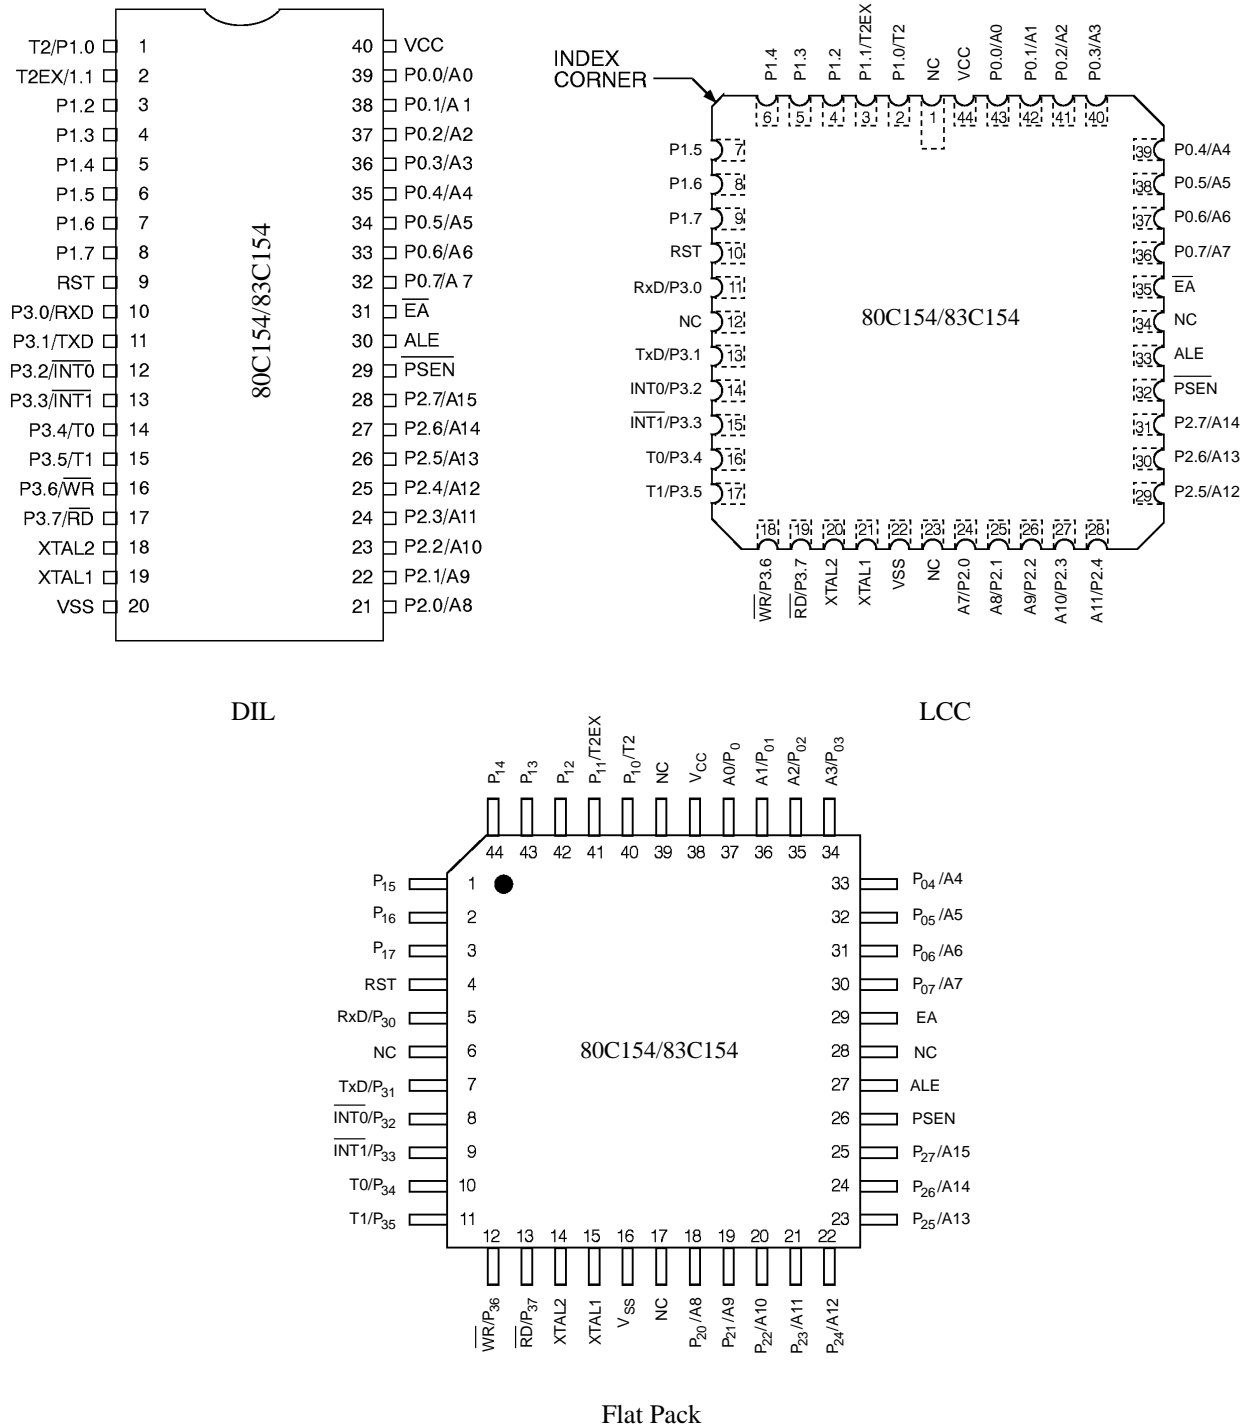 T2/P1.0 1
T2EX/1.1 2
P1.2 3
P1.3 4
P1.4 5
P1.5 6
P1.6 7
P1.7 8
RST 9
P3.0/RXD 10
P3.1/TXD 11
P3.2/INT0 12
P3.3/INT1 13
P3.4/T0 14
P3.5/T1 15
P3.6/WR 16
P3.7/RD 17
XTAL2 18
XTAL1 19
VSS 20
80C154/83C154
40 VCC
39 P0.0/A0
38 P0.1/A 1
37 P0.2/A2
36 P0.3/A3
35 P0.4/A4
34 P0.5/A5
33 P0.6/A6
32 P0.7/A 7
31 EA
30 ALE
29 PSEN
28 P2.7/A15
27 P2.6/A14
26 P2.5/A13
25 P2.4/A12
24 P2.3/A11
23 P2.2/A10
22 P2.1/A9
21 P2.0/A8
DIL
INDEX
CORNER
P1.4 6
P1.3 5
P1.2 4
P1.1/T2EX 3
P1.0/T2 2
NC 1
VCC 44
P0.0/A0 43
P0.1/A1 42
P0.2/A2 41
P0.3/A3 40
P1.5 7
P1.6 8
P1.7 9
RST 10
RxD/P3.0 11
NC 12
TxD/P3.1 13
INT0/P3.2 14
INT1/P3.3 15
T0/P3.4 16
T1/P3.5 17
80C154/83C154
39 P0.4/A4
38 P0.5/A5
37 P0.6/A6
36 P0.7/A7
35 EA
34 NC
33 ALE
32 PSEN
31 P2.7/A14
30 P2.6/A13
29 P2.5/A12
18 WR/P3.6
19 RD/P3.7
20 XTAL2
21 XTAL1
22 VSS
23 NC
24 A7/P2.0
25 A8/P2.1
26 A9/P2.2
27 A10/P2.3
28 A11/P2.4
LCC
P14 44
P13 43
P12 42
P11/T2EX 41
P10/T2 40
NC 39
VCC 38
A0/P0 37
A1/P01 36
A2/P02 35
A3/P03 34
P15 1
P16 2
P17 3
RST 4
RxD/P30 5
NC 6
TxD/P31 7
INT0/P32 8
INT1/P33 9
T0/P34 10
T1/P35 11
80C154/83C154
33 P04/A4
32 P05/A5
31 P06/A6
30 P07/A7
29 EA
28 NC
27 ALE
26 PSEN
25 P27/A15
24 P26/A14
23 P25/A13
12 WR/P36
13 RD/P37
14 XTAL2
15 XTAL1
16 VSS
17 NC
18 P20/A8
19 P21/A9
20 P22/A10
21 P23/A11
22 P24/A12
Flat Pack